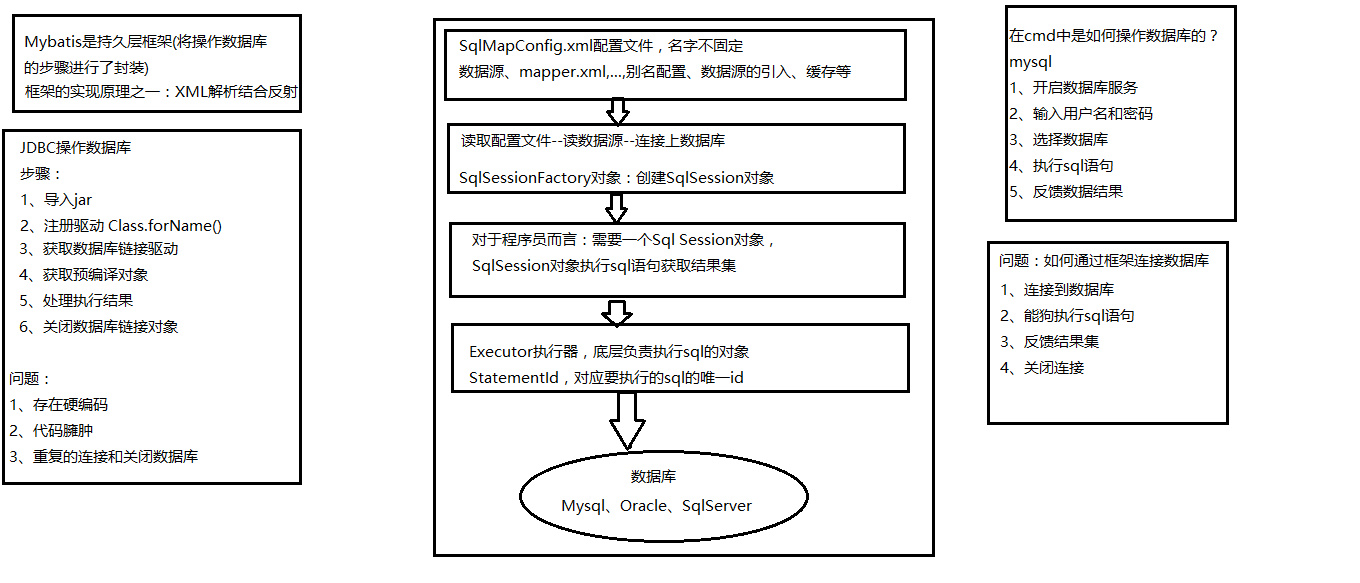 Mybatis是持久层框架(将操作数据库
的步骤进行了封装)
框架的实现原理之一：XML解析结合反射
JDBC操作数据库
步骤：
1、导入jar
2、注册驱动 Class.forName()
3、获取数据库链接驱动
4、获取预编译对象
5、处理执行结果
6、关闭数据库链接对象
问题：
1、存在硬编码
2、代码臃肿
3、重复的连接和关闭数据库
SqlMapConfig.xml配置文件，名字不固定
数据源、mapper.xml,...,别名配置、数据源的引入、缓存等
读取配置文件--读数据源--连接上数据库
SqlSessionFactory对象：创建SqlSession对象
对于程序员而言：需要一个Sql Session对象，
SqlSession对象执行sql语句获取结果集
Executor执行器，底层负责执行sql的对象
StatementId，对应要执行的sql的唯一id
数据库
Mysql、Oracle、SqlServer
在cmd中是如何操作数据库的？
mysql
1、开启数据库服务
2、输入用户名和密码
3、选择数据库
4、执行sql语句
5、反馈数据结果
问题：如何通过框架连接数据库
1、连接到数据库
2、能狗执行sql语句
3、反馈结果集
4、关闭连接